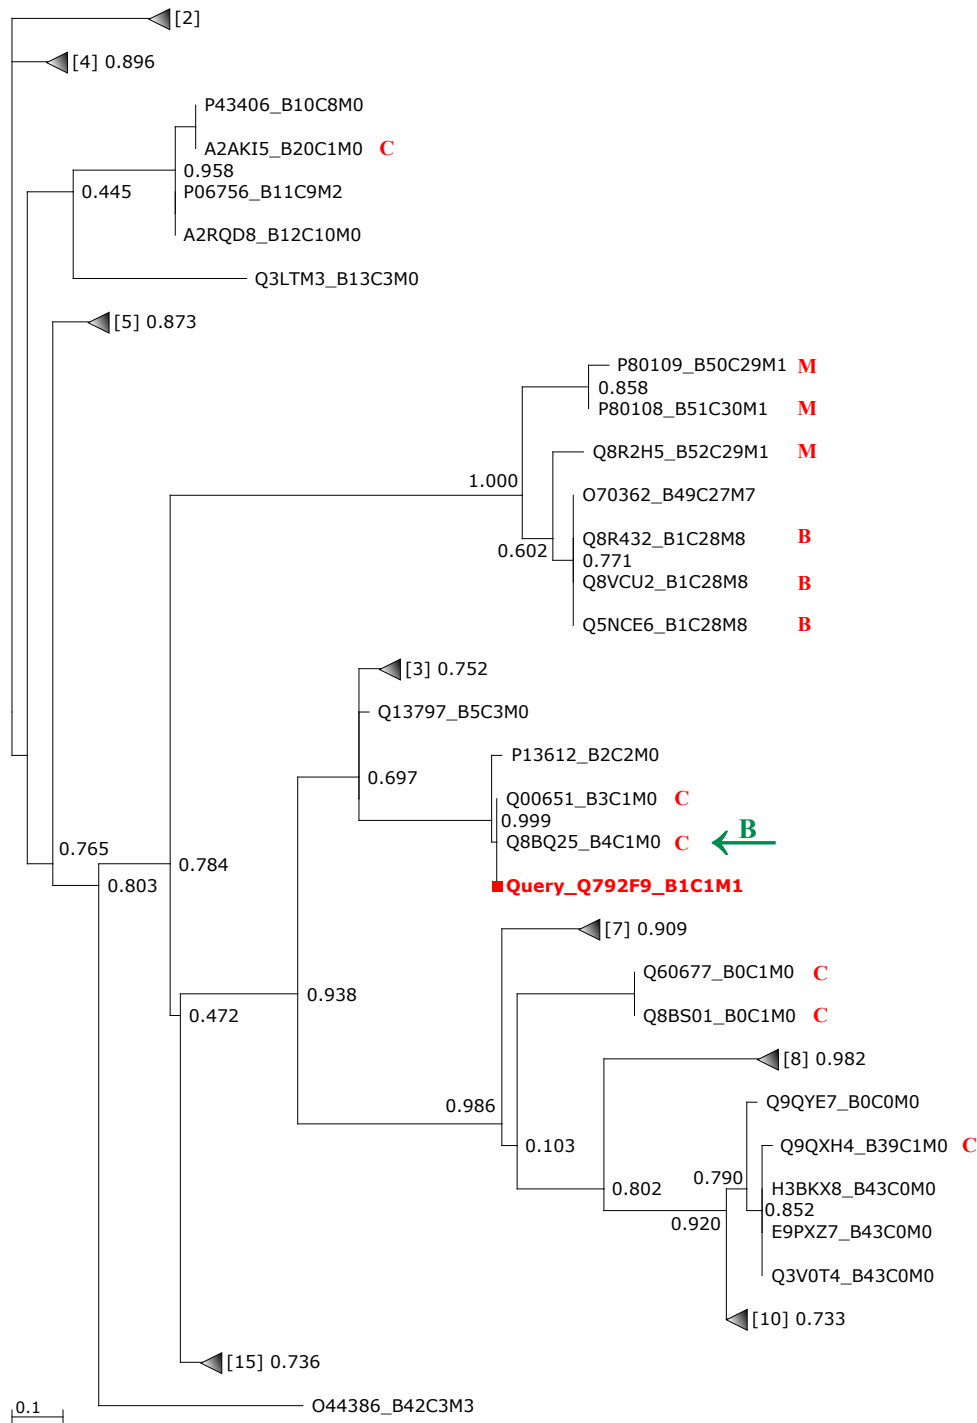 [2]
[4] 0.896
P43406_B10C8M0
A2AKI5_B20C1M0 C
0.958
0.445
P06756_B11C9M2
A2RQD8_B12C10M0
Q3LTM3_B13C3M0
[5] 0.873
P80109_B50C29M1 M
0.858
P80108_B51C30M1 M
Q8R2H5_B52C29M1 M
1.000
O70362_B49C27M7
Q8R432_B1C28M8 B
0.602
0.771
Q8VCU2_B1C28M8 B
Q5NCE6_B1C28M8 B
[3] 0.752
Q13797_B5C3M0
P13612_B2C2M0
0.697
Q00651_B3C1M0 C
0.999
B
Q8BQ25_B4C1M0 C
0.765
0.784
0.803
Query_Q792F9_B1C1M1
[7] 0.909
Q60677_B0C1M0 C
0.938
0.472
Q8BS01_B0C1M0 C
[8] 0.982
Q9QYE7_B0C0M0
0.986
0.103
Q9QXH4_B39C1M0 C
0.790
0.802
H3BKX8_B43C0M0
0.852
0.920
E9PXZ7_B43C0M0
Q3V0T4_B43C0M0
[10] 0.733
[15] 0.736
0.1
O44386_B42C3M3